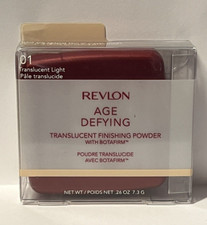 01
Translucent Light
Pâle translucide
REVLON
AGE
DEFYING
TRANSLUCENT FINISHING POWDER
WITH BOTAFIRM™
POUDRE TRANSLUCIDE
AVEC BOTAFIRM™
NET WT / POIDS NET .26 OZ 7.3 G